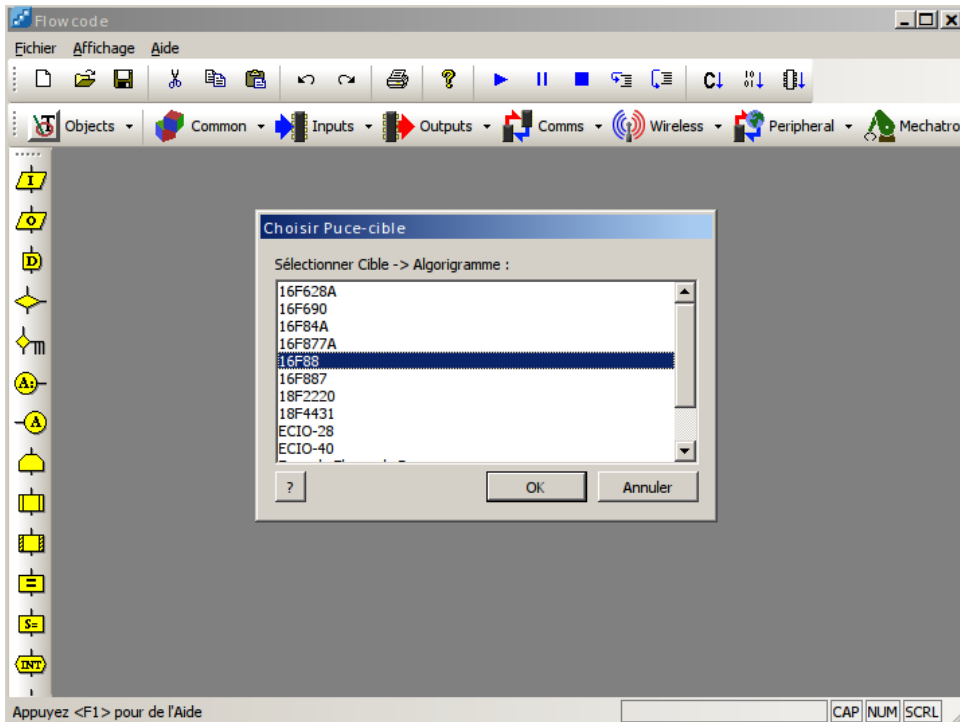 Flowcode
Fichier Affichage Aide
C
Objects Common Inputs Outputs Comms Wireless Peripheral Mechatro
I
O
D
m
A:
A
=
S=
INT
Choisir Puce-cible
Sélectionner Cible -> Algorigramme :
16F628A
16F690
16F84A
16F877A
16F88
16F887
18F2220
18F4431
ECIO-28
ECIO-40
? OK Annuler
Appuyez <F1> pour de l'Aide CAP NUM SCRL